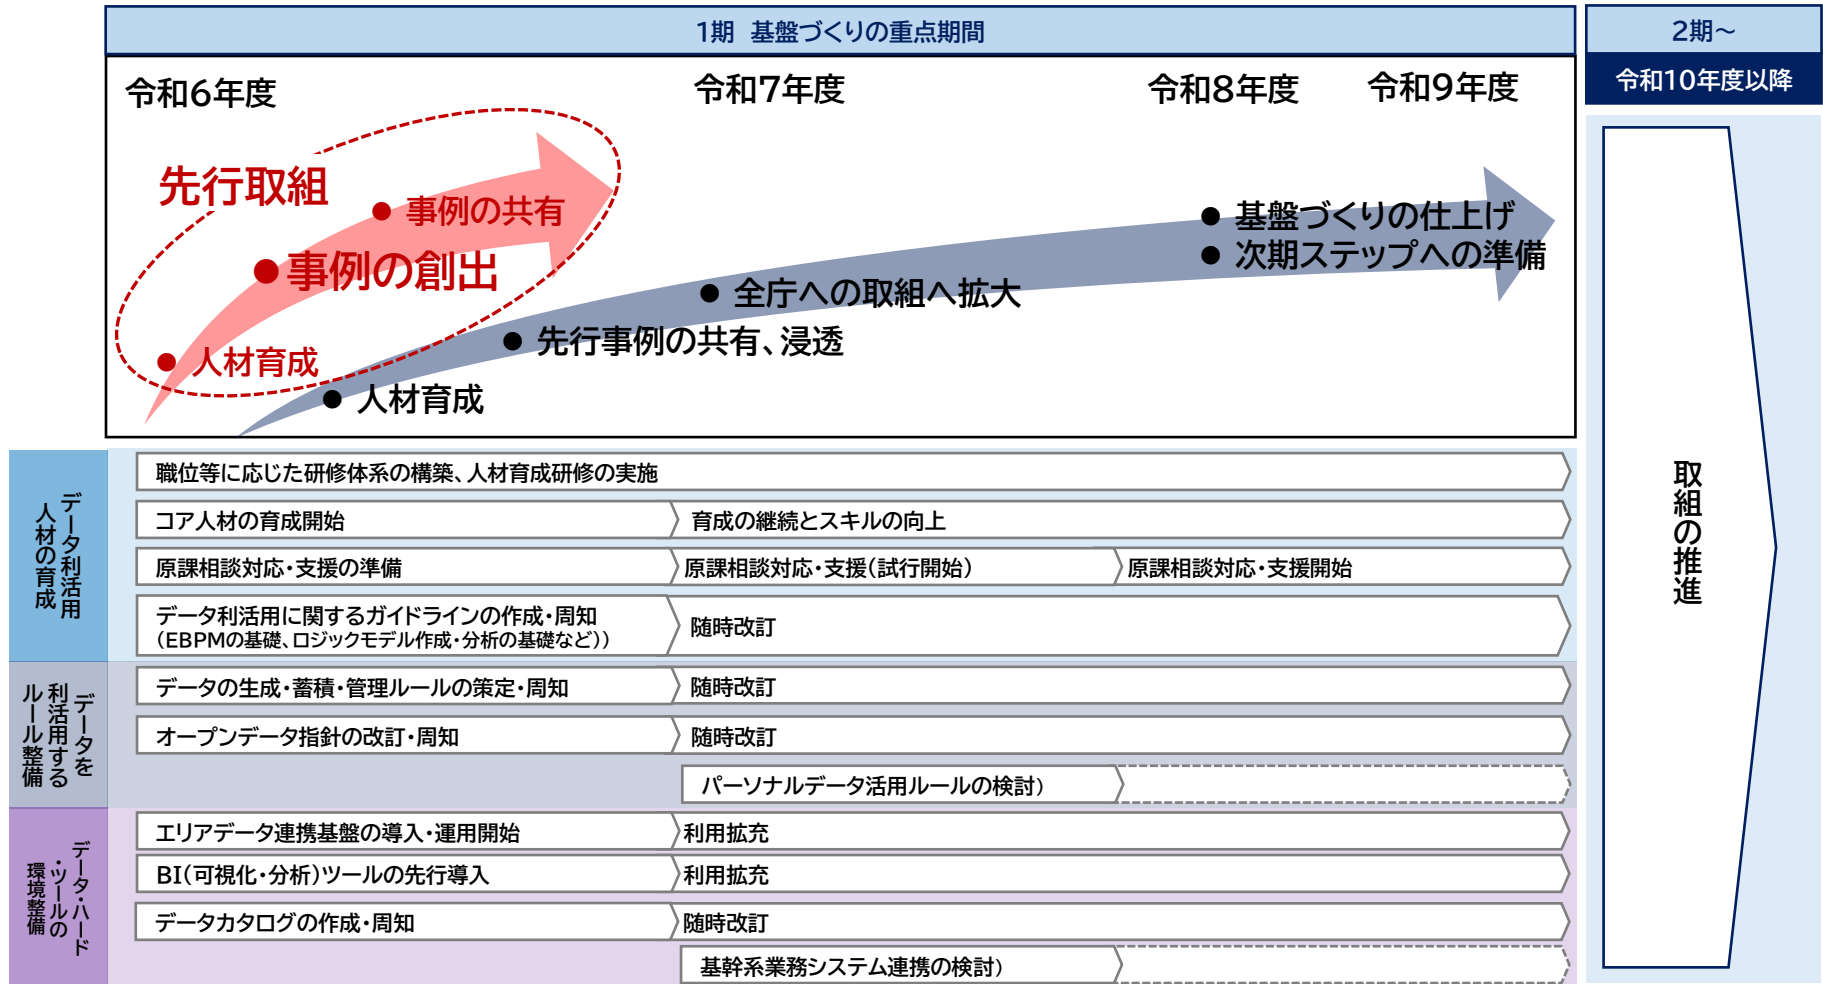 1期 基盤づくりの重点期間
2期～
令和6年度
令和7年度
令和8年度
令和9年度
令和10年度以降
先行取組
● 事例の共有
● 事例の創出
● 人材育成
● 基盤づくりの仕上げ
● 次期ステップへの準備
● 全庁への取組へ拡大
● 先行事例の共有、浸透
● 人材育成
取組の推進
データ利活用
人材の育成
職位等に応じた研修体系の構築、人材育成研修の実施
コア人材の育成開始
育成の継続とスキルの向上
原課相談対応・支援の準備
原課相談対応・支援（試行開始）
原課相談対応・支援開始
データ利活用に関するガイドラインの作成・周知
（EBPMの基礎、ロジックモデル作成・分析の基礎など））
随時改訂
データを
利活用する
ルール整備
データの生成・蓄積・管理ルールの策定・周知
随時改訂
オープンデータ指針の改訂・周知
随時改訂
パーソナルデータ活用ルールの検討）
データ・ハード
・ツールの
環境整備
エリアデータ連携基盤の導入・運用開始
利用拡充
BI（可視化・分析）ツールの先行導入
利用拡充
データカタログの作成・周知
随時改訂
基幹系業務システム連携の検討）